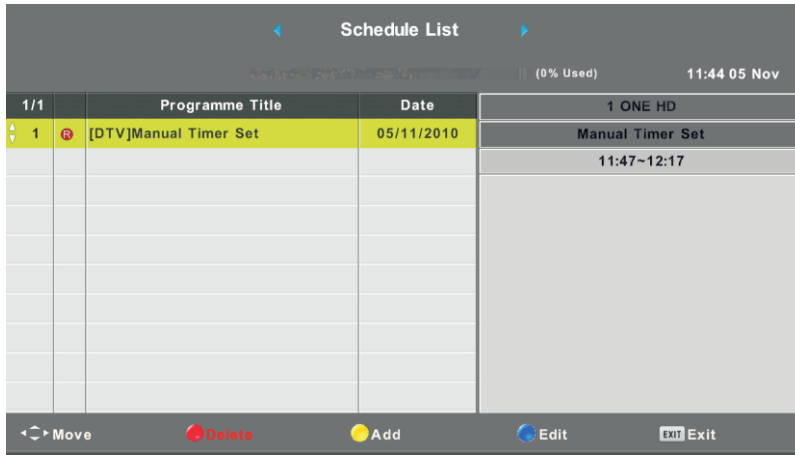 Schedule List
(0% Used) 11:44 05 Nov
1/1 Programme Title Date 1 ONE HD
1 R [DTV]Manual Timer Set 05/11/2010 Manual Timer Set
11:47~12:17
Move Delete Add Edit EXIT Exit